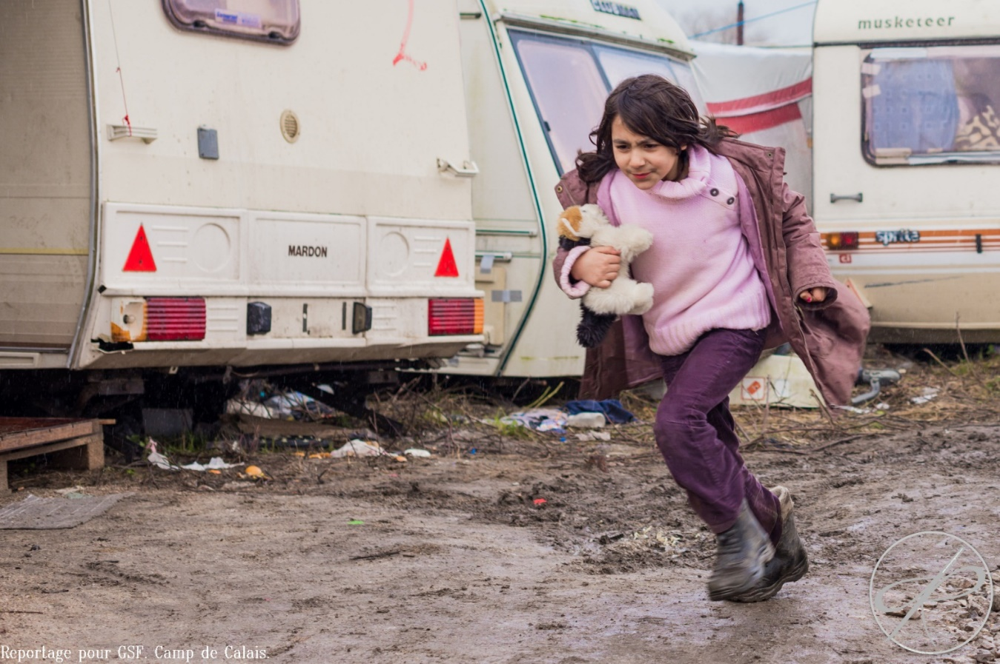 musketeer
MARDON
sprite
Reportage pour GSF. Camp de Calais.